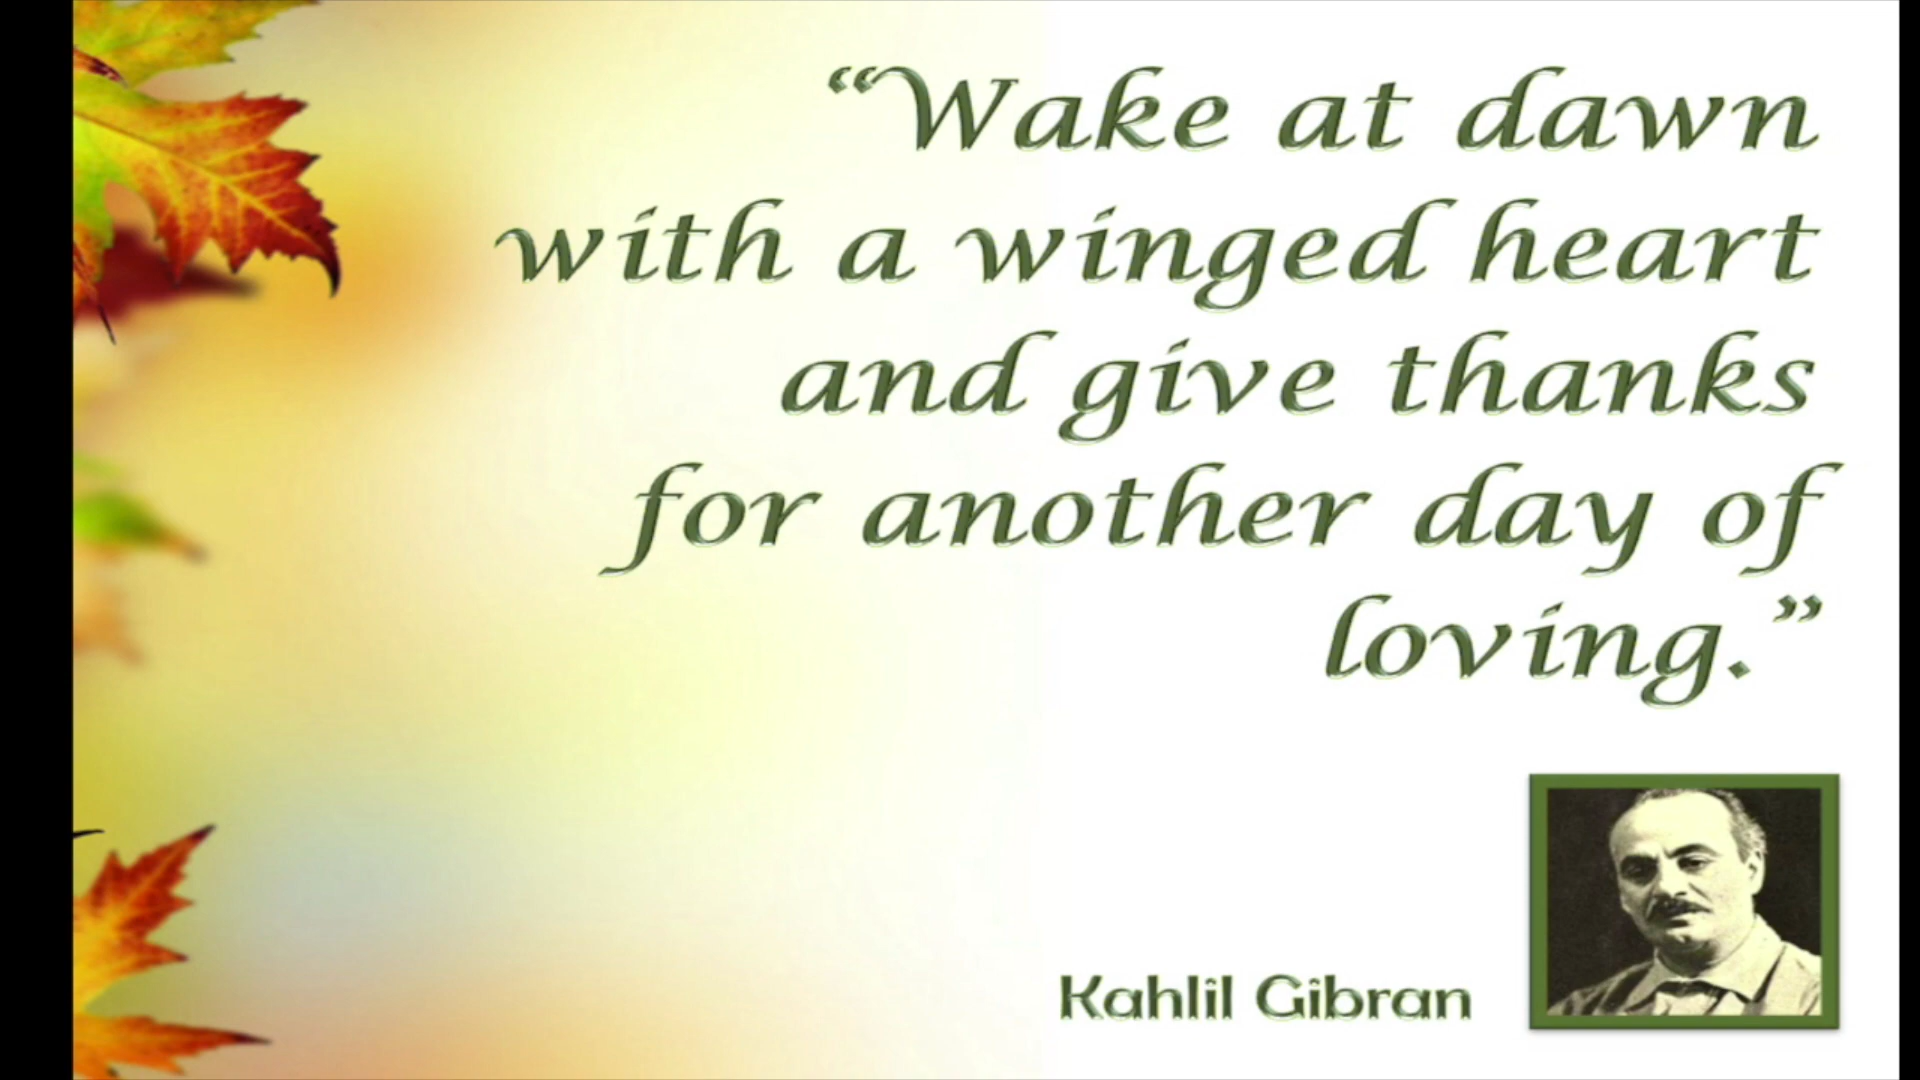 “Wake at dawn
with a winged heart
and give thanks
for another day of
loving.”
Kahlil Gibran